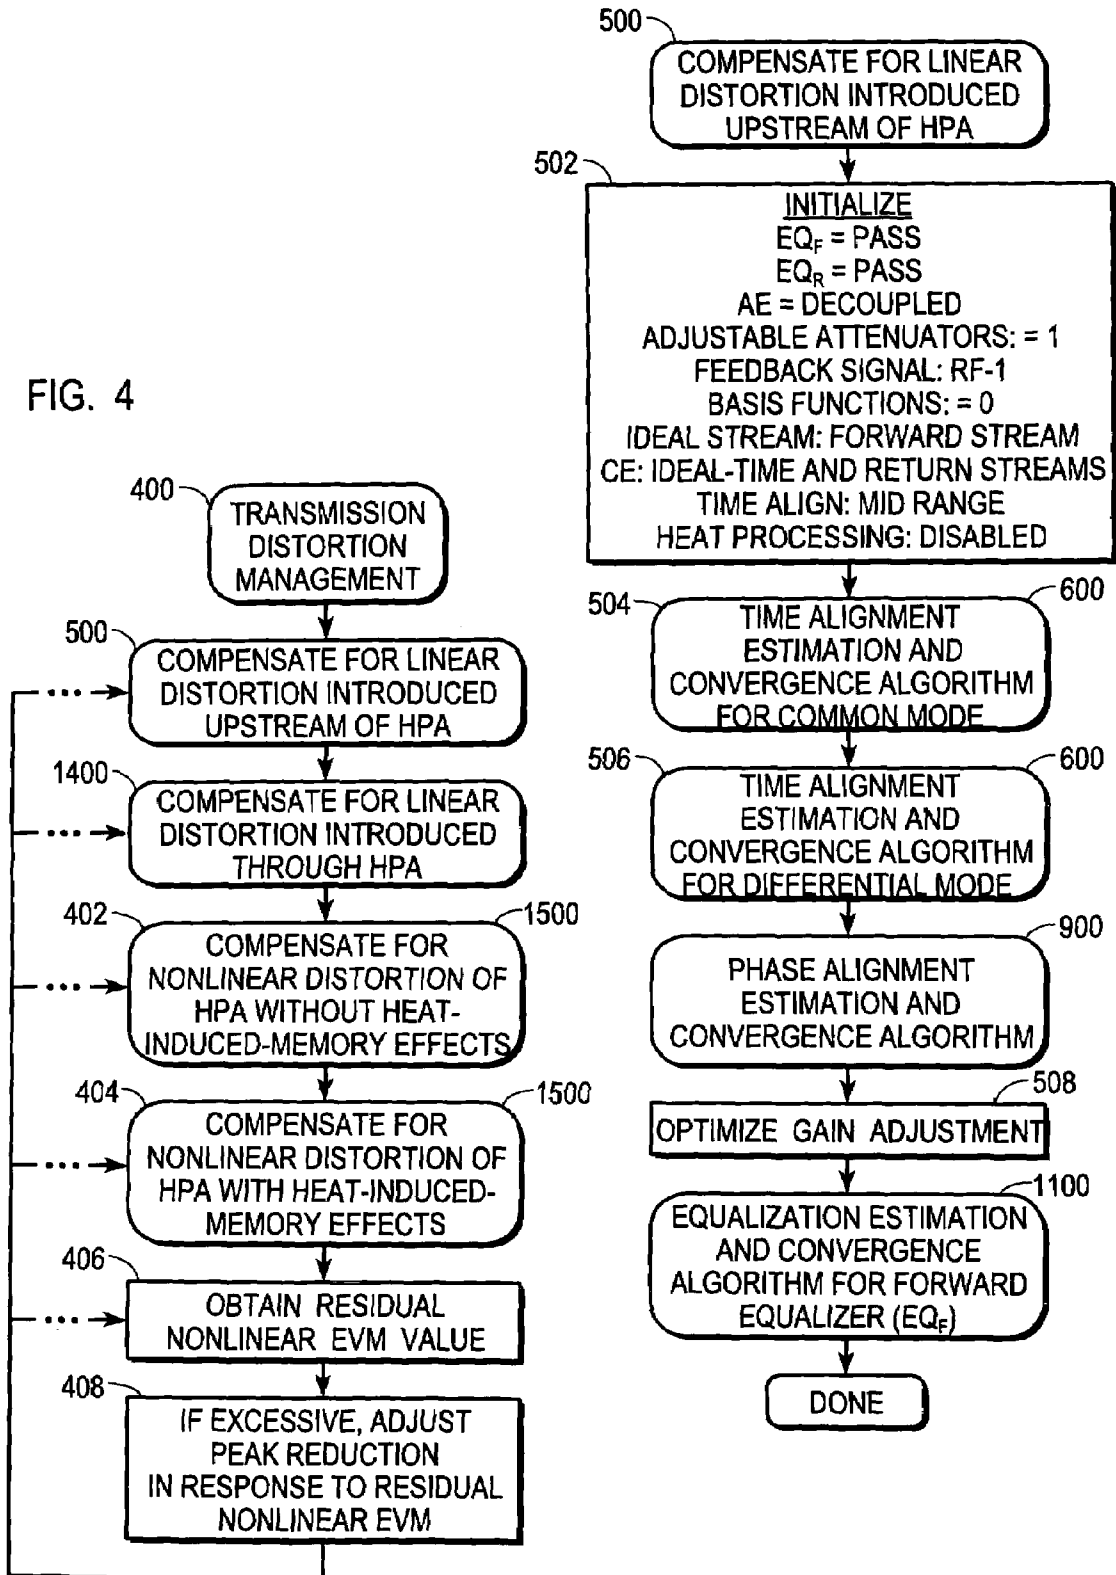 FIG. 4
400
TRANSMISSION
DISTORTION
MANAGEMENT
500
COMPENSATE FOR LINEAR
DISTORTION INTRODUCED
UPSTREAM OF HPA
1400
COMPENSATE FOR LINEAR
DISTORTION INTRODUCED
THROUGH HPA
402
1500
COMPENSATE FOR
NONLINEAR DISTORTION OF
HPA WITHOUT HEAT-
INDUCED-MEMORY EFFECTS
404
1500
COMPENSATE FOR
NONLINEAR DISTORTION OF
HPA WITH HEAT-INDUCED-
MEMORY EFFECTS
406
OBTAIN RESIDUAL
NONLINEAR EVM VALUE
408
IF EXCESSIVE, ADJUST
PEAK REDUCTION
IN RESPONSE TO RESIDUAL
NONLINEAR EVM
500
COMPENSATE FOR LINEAR
DISTORTION INTRODUCED
UPSTREAM OF HPA
502
INITIALIZE
EQF = PASS
EQR = PASS
AE = DECOUPLED
ADJUSTABLE ATTENUATORS: = 1
FEEDBACK SIGNAL: RF-1
BASIS FUNCTIONS: = 0
IDEAL STREAM: FORWARD STREAM
CE: IDEAL-TIME AND RETURN STREAMS
TIME ALIGN: MID RANGE
HEAT PROCESSING: DISABLED
504
600
TIME ALIGNMENT
ESTIMATION AND
CONVERGENCE ALGORITHM
FOR COMMON MODE
506
600
TIME ALIGNMENT
ESTIMATION AND
CONVERGENCE ALGORITHM
FOR DIFFERENTIAL MODE
900
PHASE ALIGNMENT
ESTIMATION AND
CONVERGENCE ALGORITHM
508
OPTIMIZE GAIN ADJUSTMENT
1100
EQUALIZATION ESTIMATION
AND CONVERGENCE
ALGORITHM FOR FORWARD
EQUALIZER (EQF)
DONE